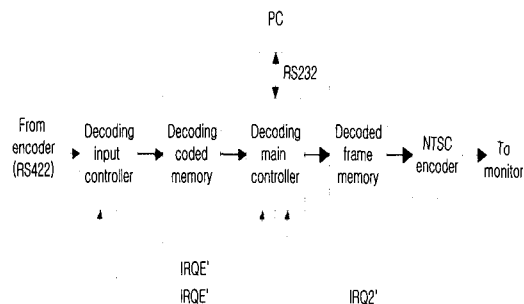 PC
RS232
From
encoder
(RS422)
Decoding
input
controller
Decoding
coded
memory
Decoding
main
controller
Decoded
frame
memory
NTSC
encoder
To
monitor
IRQE'
IRQE'
IRQ2'